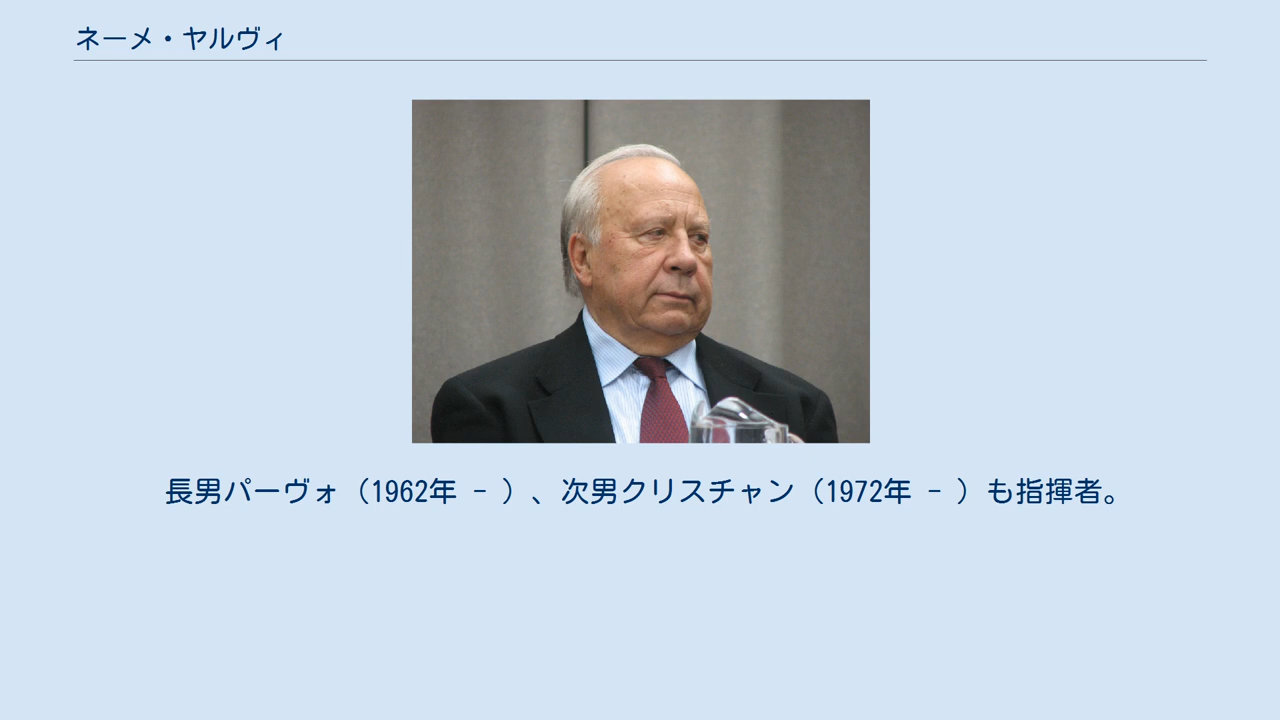 ネーメ・ヤルヴィ
長男パーヴォ（1962年 - ）、次男クリスチャン（1972年 - ）も指揮者。